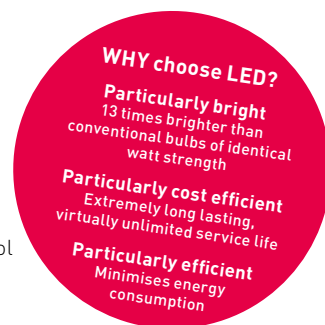 WHY choose LED?
Particularly bright
13 times brighter than
conventional bulbs of identical
watt strength
Particularly cost efficient
Extremely long lasting,
virtually unlimited service life
Particularly efficient
Minimises energy
consumption
ol